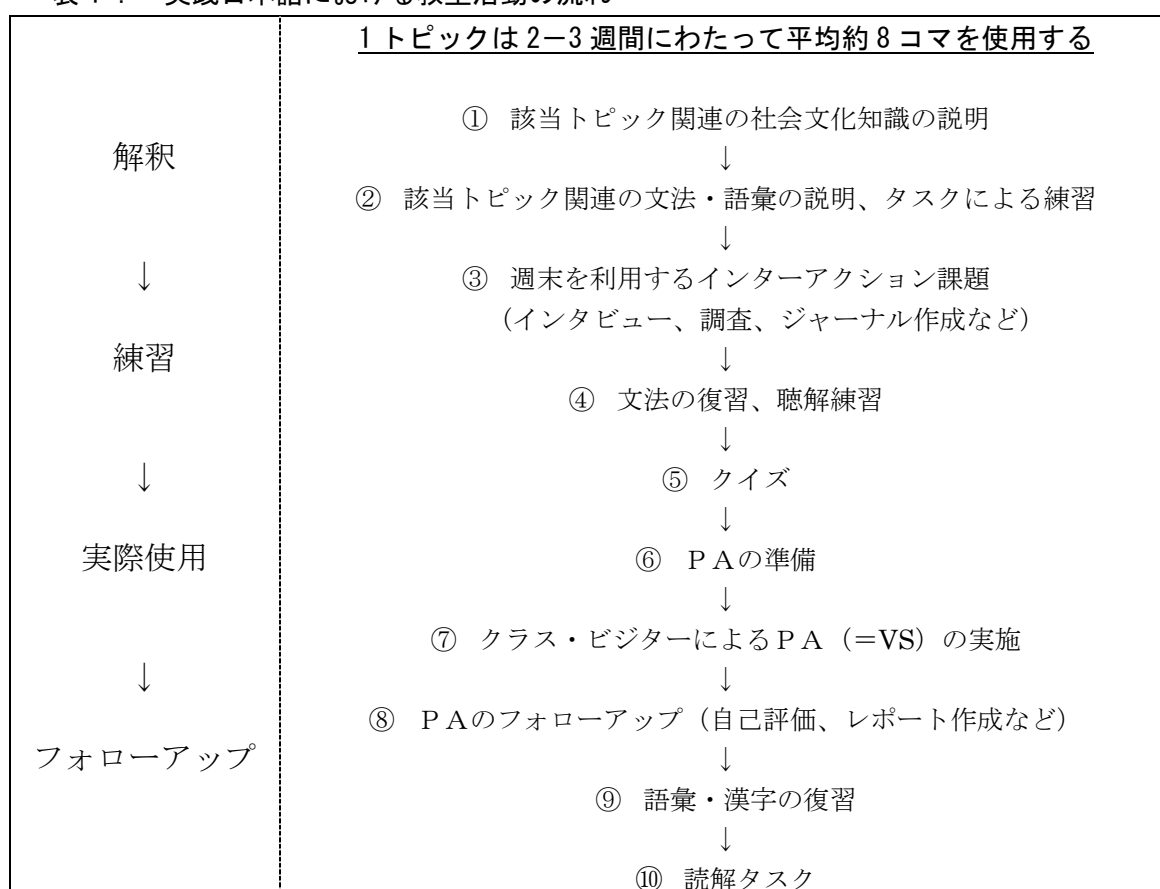 1トピックは2－3週間にわたって平均約8コマを使用する
解釈
↓
練習
↓
実際使用
↓
フォローアップ
① 該当トピック関連の社会文化知識の説明
↓
② 該当トピック関連の文法・語彙の説明、タスクによる練習
↓
③ 週末を利用するインターアクション課題
（インタビュー、調査、ジャーナル作成など）
↓
④ 文法の復習、聴解練習
↓
⑤ クイズ
↓
⑥ ＰＡの準備
↓
⑦ クラス・ビジターによるＰＡ（＝VS）の実施
↓
⑧ ＰＡのフォローアップ（自己評価、レポート作成など）
↓
⑨ 語彙・漢字の復習
↓
⑩ 読解タスク